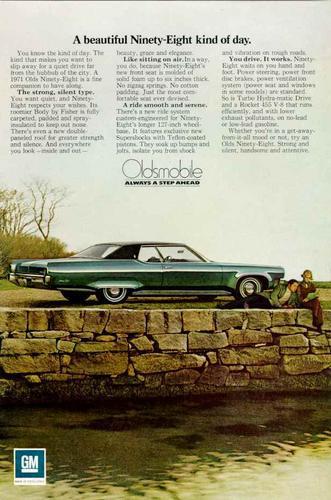 A beautiful Ninety-Eight kind of day.
You know the kind of day. The
kind that makes you want to
slip away for a quiet drive far
from the hubbub of the city. A
1971 Olds Ninety-Eight is a fine
companion to have along.
The strong, silent type.
You want quiet, and Ninety-
Eight respects your wishes. Its
roomier Body by Fisher is fully
carpeted, padded and spray-
insulated to keep out noise.
There's even a new double-
paneled roof for greater strength
and silence. And everywhere
you look—inside and out—
beauty, grace and elegance.
Like sitting on air. In a way,
you do, because Ninety-Eight's
new front seat is molded of
solid foam up to six inches thick.
No zigzag springs. No cotton
padding. Just the most com-
fortable seat ever devised.
A ride smooth and serene.
There's a new ride system
custom-engineered for Ninety-
Eight's longer 127-inch wheel-
base. It features exclusive new
Supershocks with Teflon-coated
pistons. They soak up bumps and
jolts, isolate you from shock
and vibration on rough roads.
You drive. It works. Ninety-
Eight waits on you hand and
foot. Power steering, power front
disc brakes, power ventilation
system (power seat and windows
in some models) are standard.
So is Turbo Hydra-matic Drive
and a Rocket 455 V-8 that runs
efficiently, and with lower
exhaust pollutants, on no-lead
or low-lead gasoline.
Whether you're in a get-away-
from-it-all mood or not, try an
Olds Ninety-Eight. Strong and
silent, handsome and attentive.
Oldsmobile
ALWAYS A STEP AHEAD
GM
MARK OF EXCELLENCE